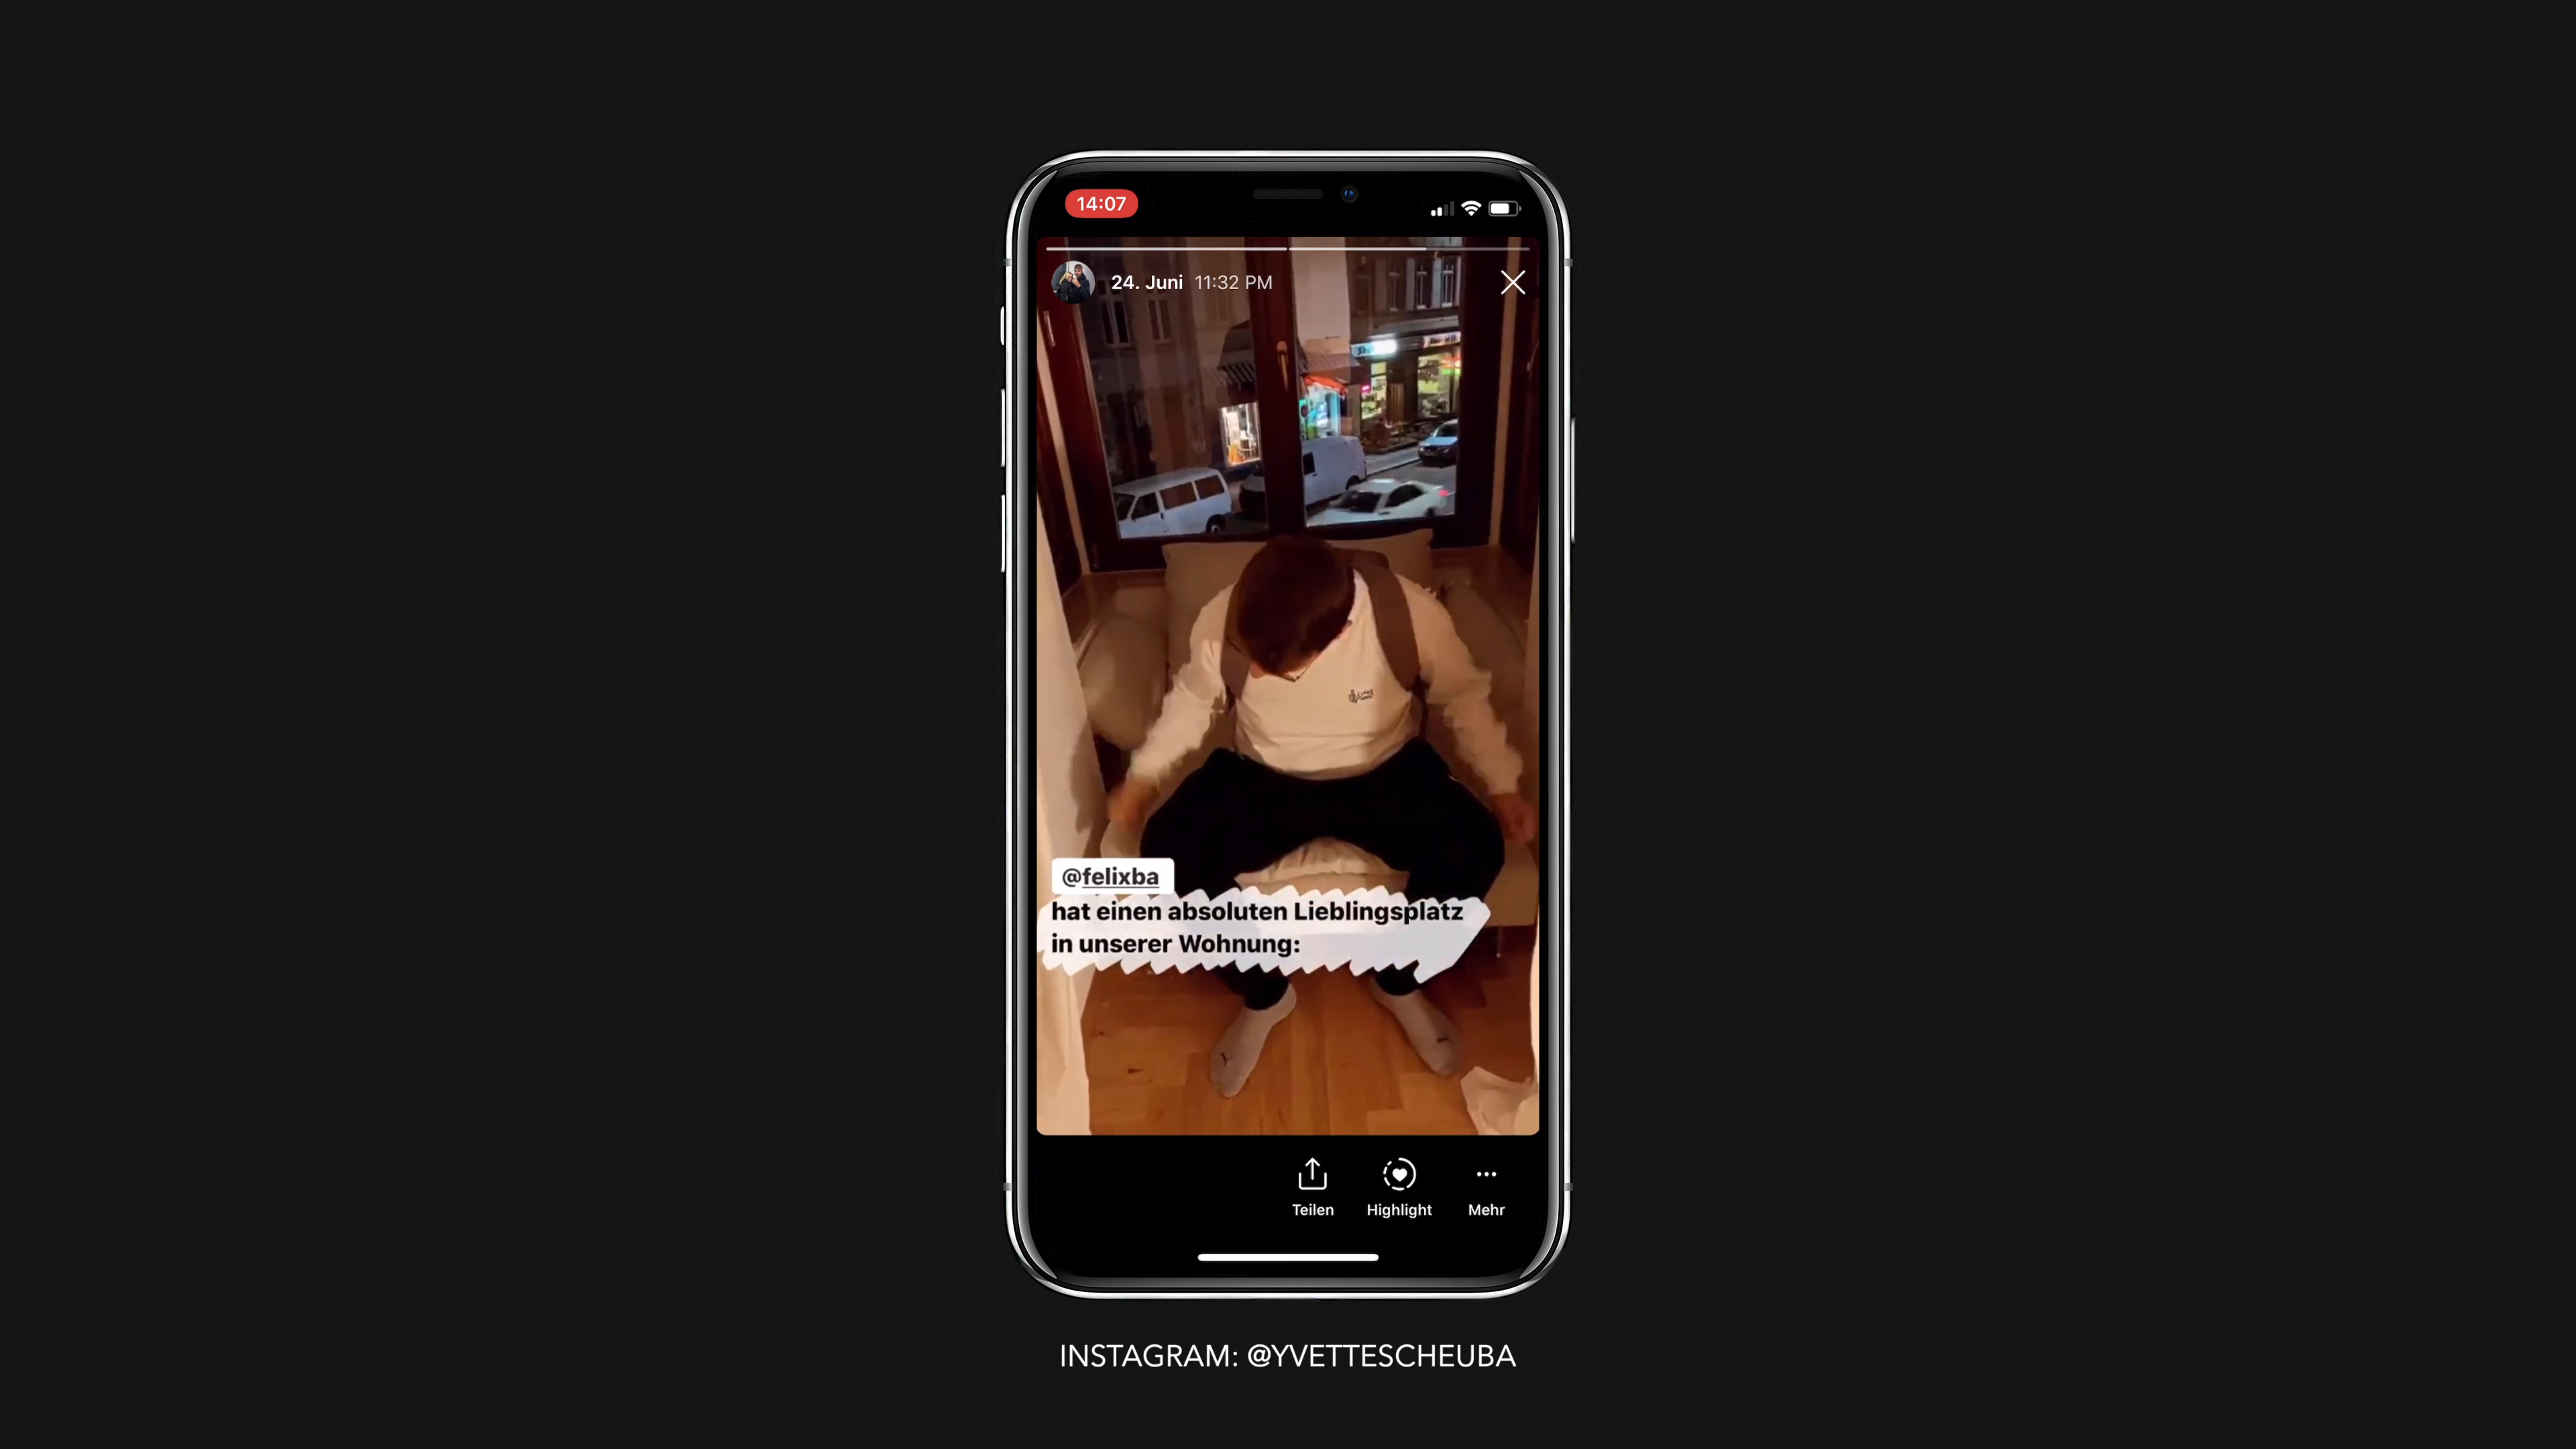 14:07
24. Juni 11:32 PM
@felixba
hat einen absoluten Lieblingsplatz
in unserer Wohnung:
Teilen Highlight Mehr
INSTAGRAM: @YVETTESCHEUBA